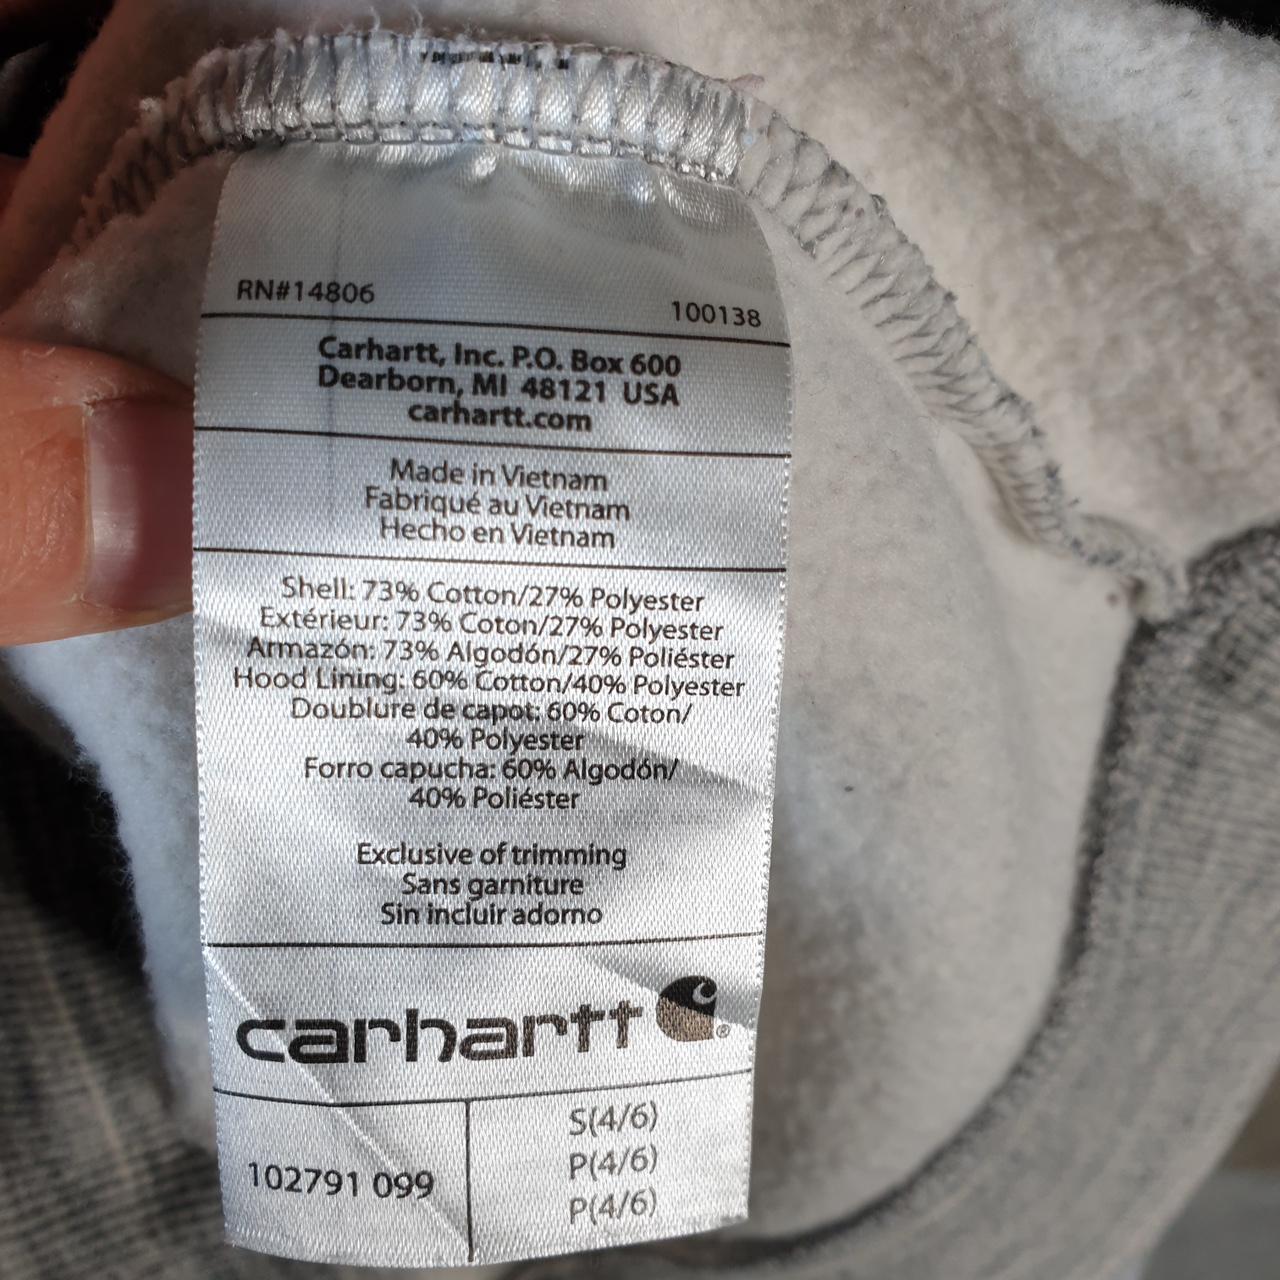 RN#14806
100138
Carhartt, Inc. P.O. Box 600
Dearborn, MI 48121 USA
carhartt.com
Made in Vietnam
Fabriqué au Vietnam
Hecho en Vietnam
Shell: 73% Cotton/27% Polyester
Extérieur: 73% Coton/27% Polyester
Armazón: 73% Algodón/27% Poliéster
Hood Lining: 60% Cotton/40% Polyester
Doublure de capot: 60% Coton/
40% Polyester
Forro capucha: 60% Algodón/
40% Poliéster
Exclusive of trimming
Sans garniture
Sin incluir adorno
carhartt ®
102791 099
S(4/6)
P(4/6)
P(4/6)